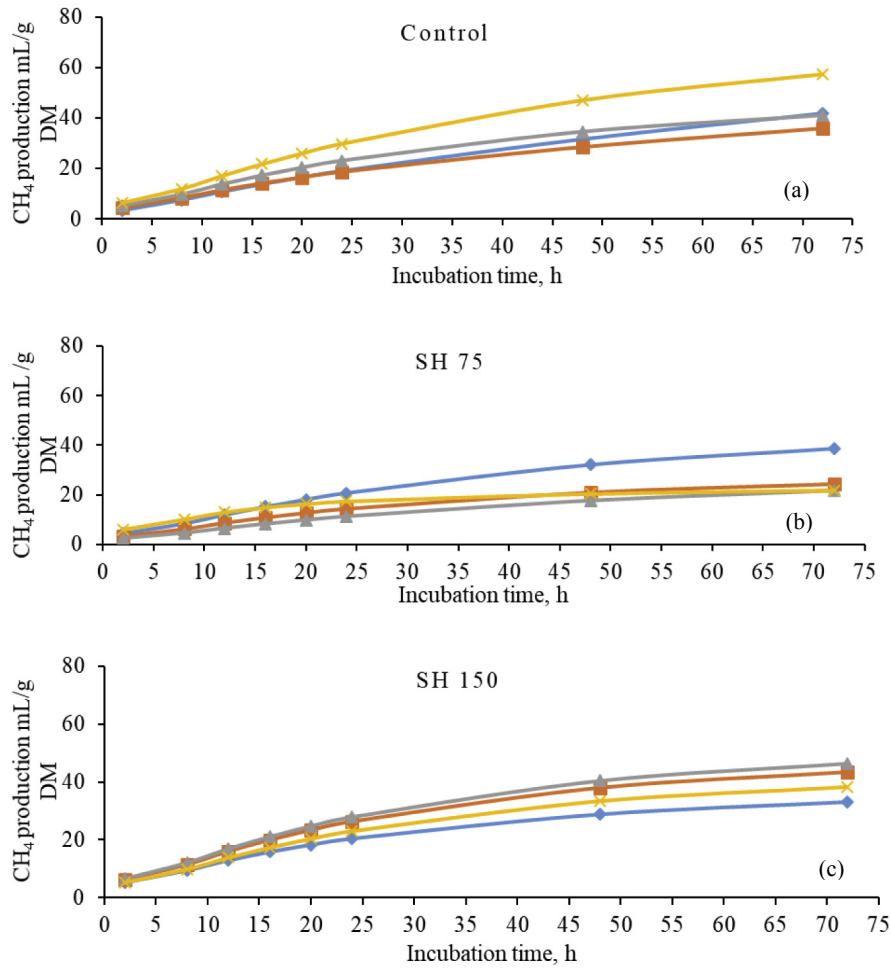 Control
CH₄ production mL/g
DM
80
60
40
20
0
(a)
0 5 10 15 20 25 30 35 40 45 50 55 60 65 70 75
Incubation time, h
SH 75
CH₄ production mL /g
DM
80
60
40
20
0
(b)
0 5 10 15 20 25 30 35 40 45 50 55 60 65 70 75
Incubation time, h
SH 150
CH₄ production mL/g
DM
80
60
40
20
0
(c)
0 5 10 15 20 25 30 35 40 45 50 55 60 65 70 75
Incubation time, h